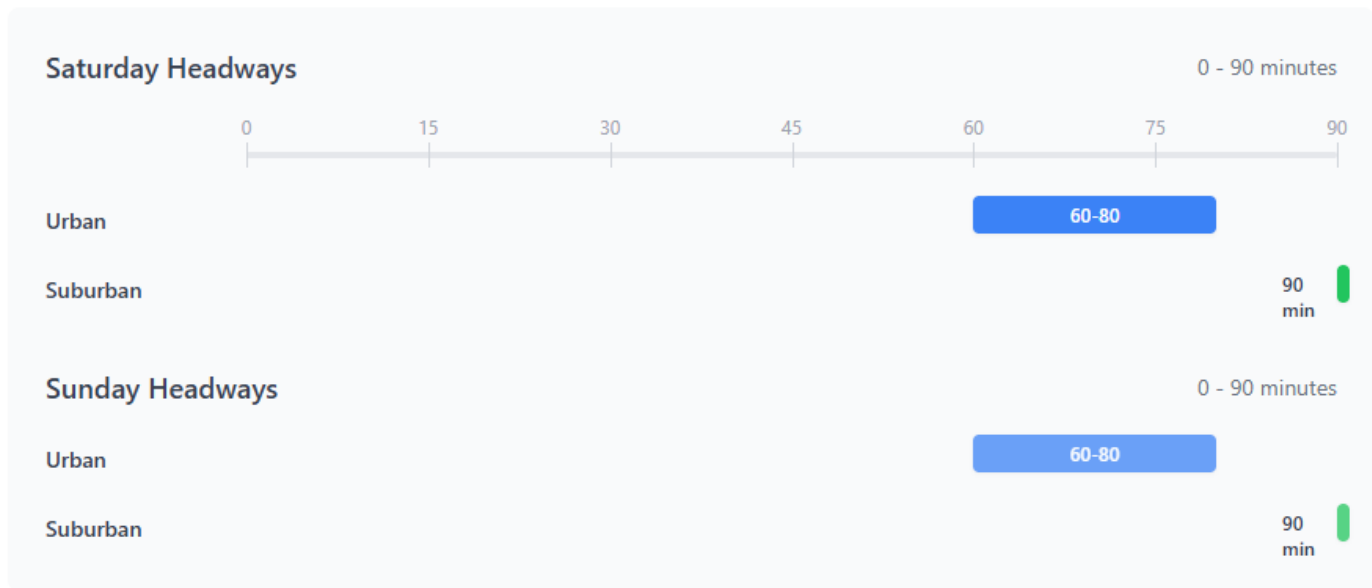 Saturday Headways
0 - 90 minutes
0 15 30 45 60 75 90
Urban
60-80
Suburban
90
min
Sunday Headways
0 - 90 minutes
Urban
60-80
Suburban
90
min